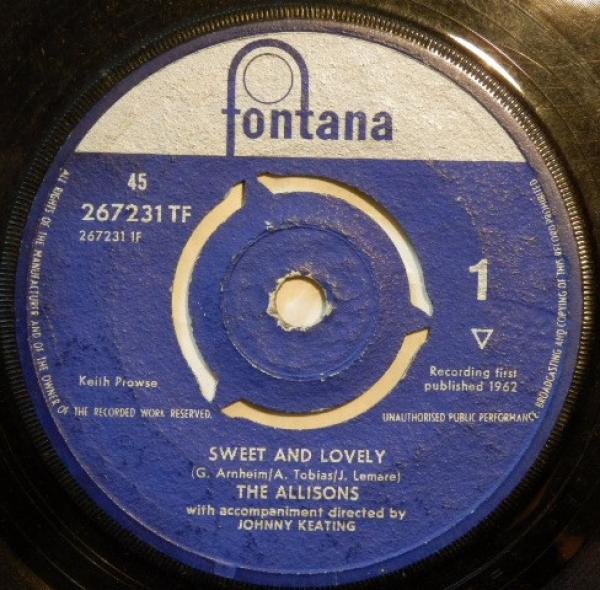 fontana
45
267231 TF
267231 1F
1
Keith Prowse
Recording first
published 1962
ALL RIGHTS OF THE MANUFACTURER AND OF THE OWNER OF THE RECORDED WORK RESERVED.
UNAUTHORISED PUBLIC PERFORMANCE BROADCASTING AND COPYING OF THIS RECORD PROHIBITED
SWEET AND LOVELY
(G. Arnheim/A. Tobias/J. Lemare)
THE ALLISONS
with accompaniment directed by
JOHNNY KEATING